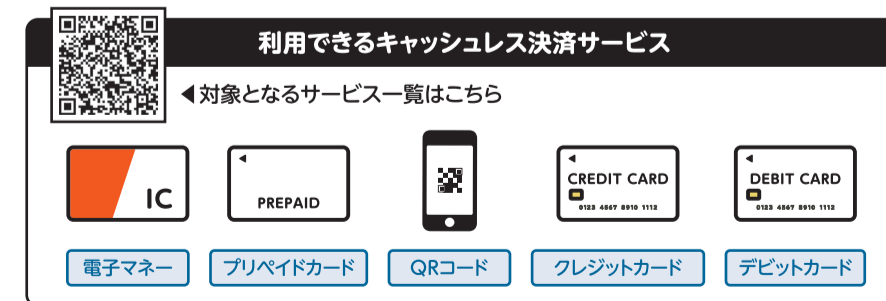 利用できるキャッシュレス決済サービス
◀対象となるサービス一覧はこちら
IC
PREPAID
CREDIT CARD
0123 4567 8910 1112
DEBIT CARD
0123 4567 8910 1112
電子マネー
プリペイドカード
QRコード
クレジットカード
デビットカード